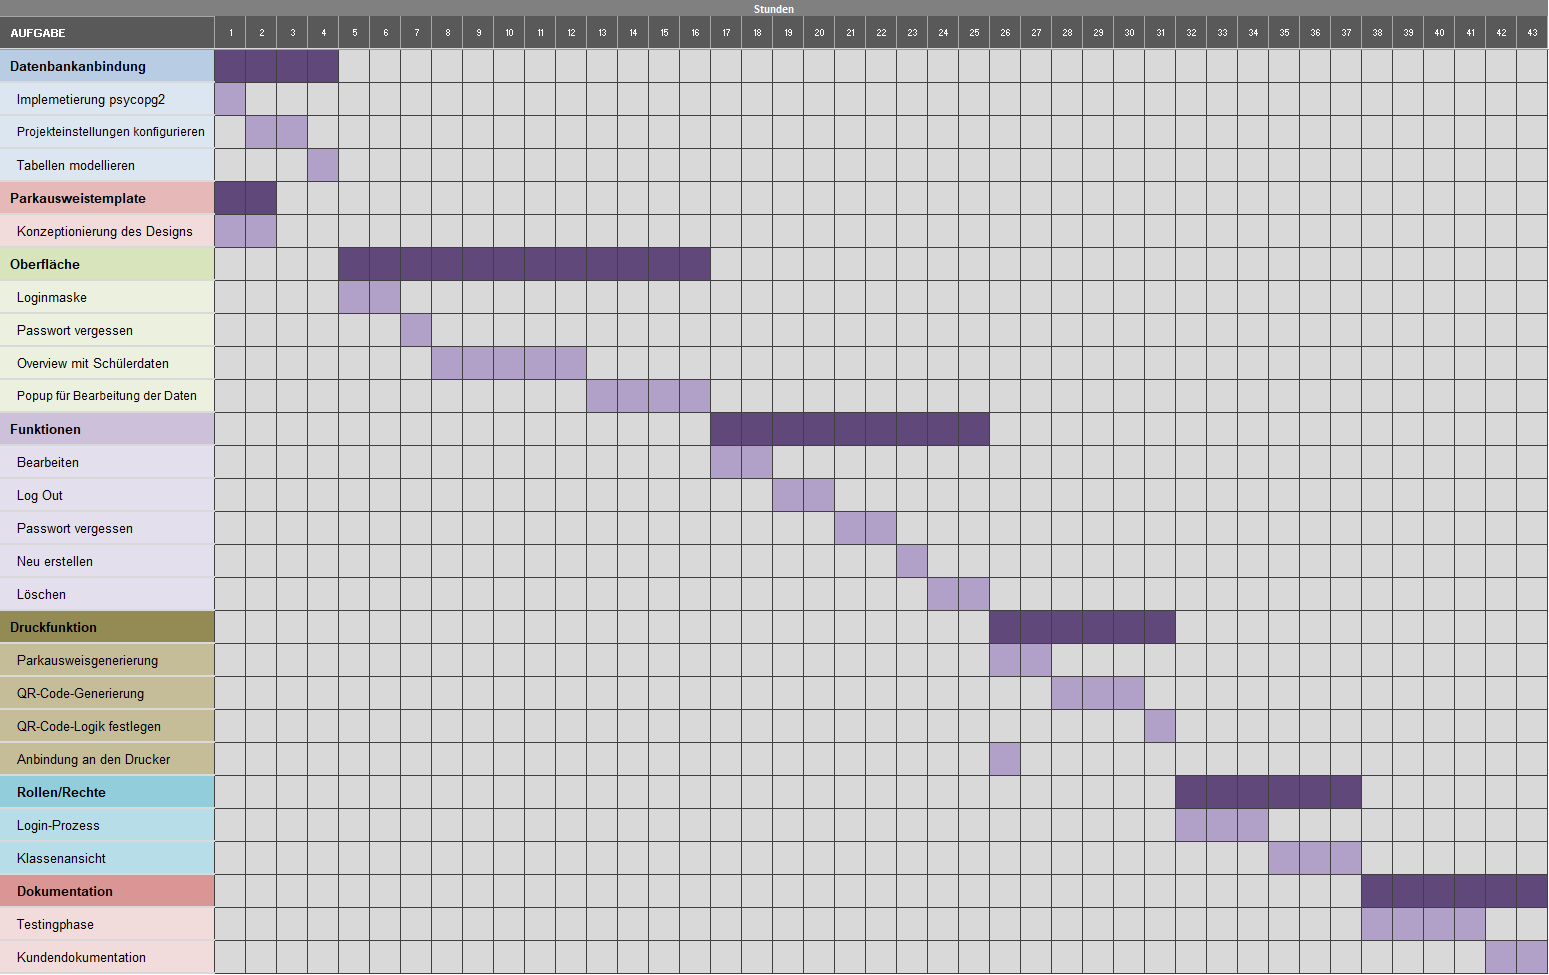 Stunden
AUFGABE 1 2 3 4 5 6 7 8 9 10 11 12 13 14 15 16 17 18 19 20 21 22 23 24 25 26 27 28 29 30 31 32 33 34 35 36 37 38 39 40 41 42 43
Datenbankanbindung
Implemetierung psycopg2
Projekteinstellungen konfigurieren
Tabellen modellieren
Parkausweistemplate
Konzeptionierung des Designs
Oberfläche
Loginmaske
Passwort vergessen
Overview mit Schülerdaten
Popup für Bearbeitung der Daten
Funktionen
Bearbeiten
Log Out
Passwort vergessen
Neu erstellen
Löschen
Druckfunktion
Parkausweisgenerierung
QR-Code-Generierung
QR-Code-Logik festlegen
Anbindung an den Drucker
Rollen/Rechte
Login-Prozess
Klassenansicht
Dokumentation
Testingphase
Kundendokumentation